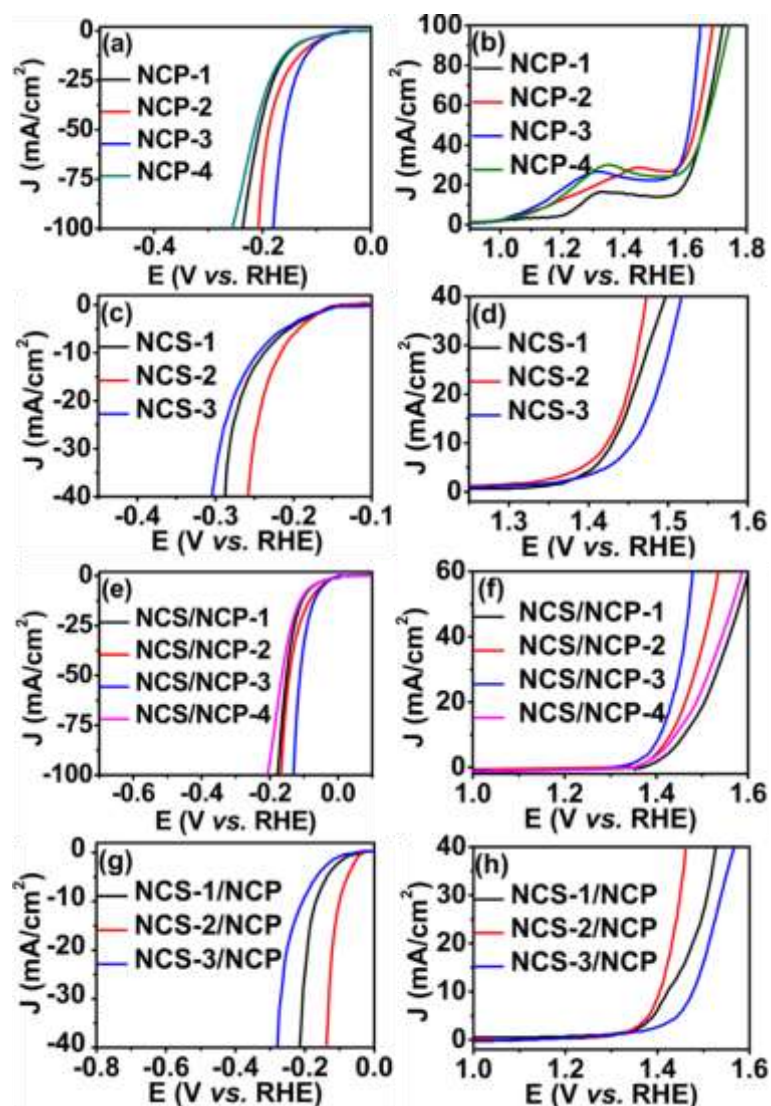 (a)
NCP-1
NCP-2
NCP-3
NCP-4
0
-25
-50
-75
-100
-0.4
-0.2
0.0
J (mA/cm²)
E (V vs. RHE)
(b)
NCP-1
NCP-2
NCP-3
NCP-4
100
80
60
40
20
0
1.0
1.2
1.4
1.6
1.8
J (mA/cm²)
E (V vs. RHE)
(c)
NCS-1
NCS-2
NCS-3
0
-10
-20
-30
-40
-0.4
-0.3
-0.2
-0.1
J (mA/cm²)
E (V vs. RHE)
(d)
NCS-1
NCS-2
NCS-3
40
30
20
10
0
1.3
1.4
1.5
1.6
J (mA/cm²)
E (V vs. RHE)
(e)
NCS/NCP-1
NCS/NCP-2
NCS/NCP-3
NCS/NCP-4
0
-25
-50
-75
-100
-0.6
-0.4
-0.2
0.0
J (mA/cm²)
E (V vs. RHE)
(f)
NCS/NCP-1
NCS/NCP-2
NCS/NCP-3
NCS/NCP-4
60
40
20
0
1.0
1.2
1.4
1.6
J (mA/cm²)
E (V vs. RHE)
(g)
NCS-1/NCP
NCS-2/NCP
NCS-3/NCP
0
-10
-20
-30
-40
-0.8
-0.6
-0.4
-0.2
0.0
J (mA/cm²)
E (V vs. RHE)
(h)
NCS-1/NCP
NCS-2/NCP
NCS-3/NCP
40
30
20
10
0
1.0
1.2
1.4
1.6
J (mA/cm²)
E (V vs. RHE)